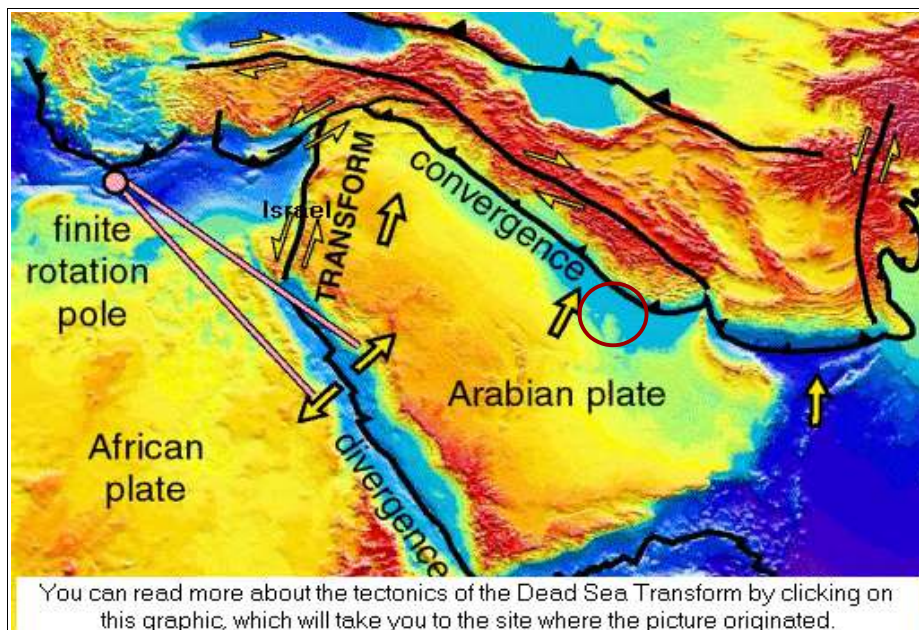 Israel
TRANSFORM
convergence
finite
rotation
pole
Arabian plate
African
plate
divergence
You can read more about the tectonics of the Dead Sea Transform by clicking on
this graphic, which will take you to the site where the picture originated.